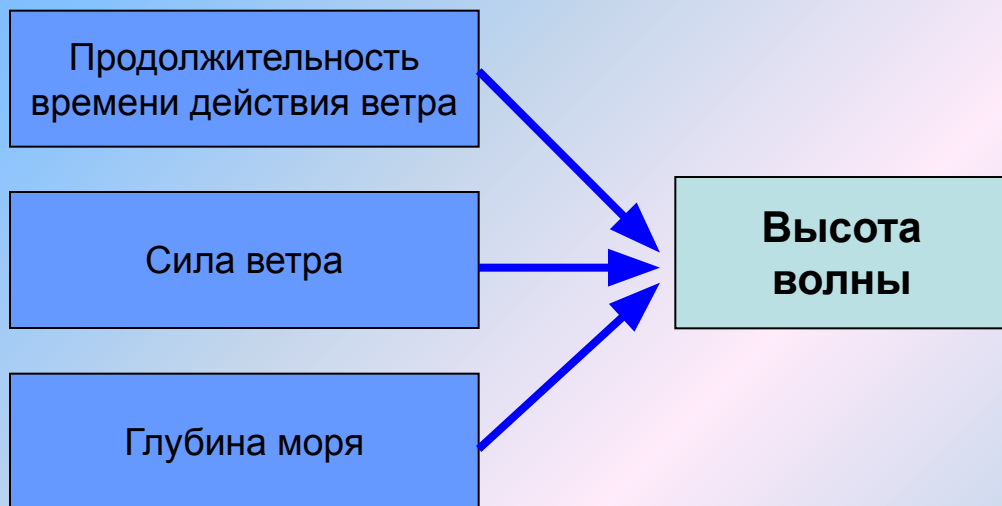 Продолжительность
времени действия ветра
Сила ветра
Высота
волны
Глубина моря